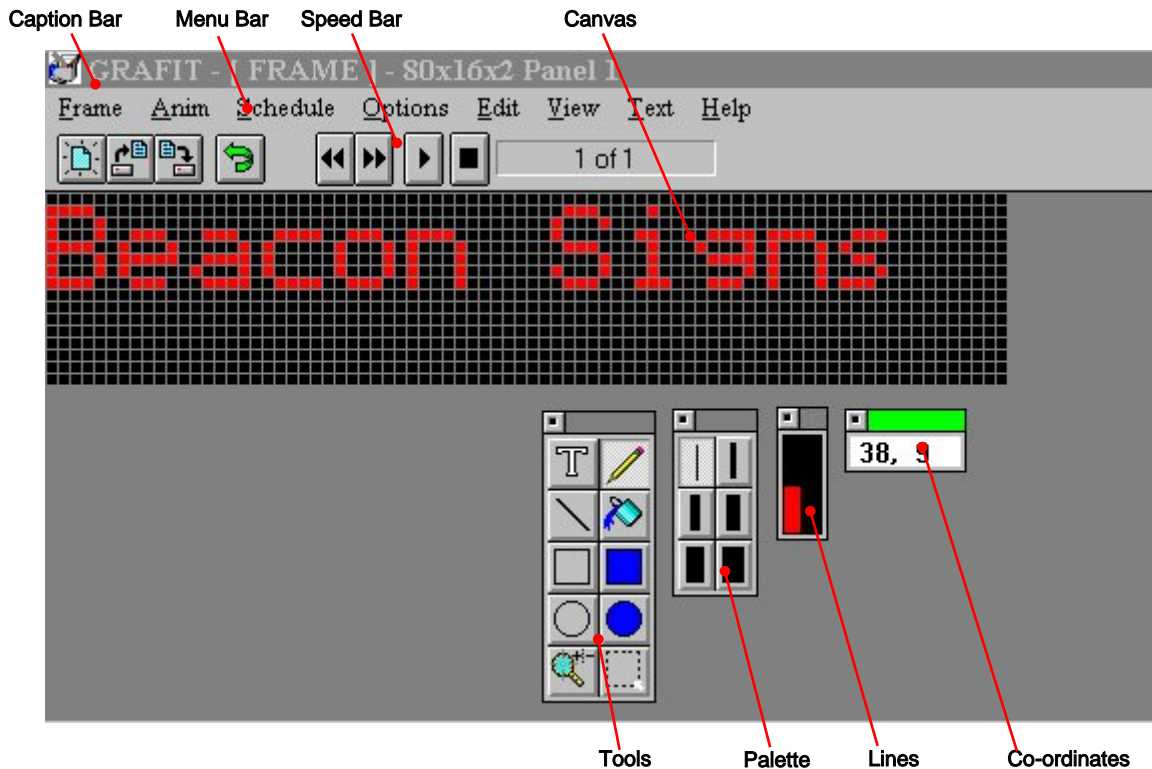 Caption Bar Menu Bar Speed Bar Canvas
GRAFIT - [ FRAME ] - 80x16x2 Panel 1
Frame Anim Schedule Options Edit View Text Help
1 of 1
Beacon Signs
T
38, 9
Tools Palette Lines Co-ordinates